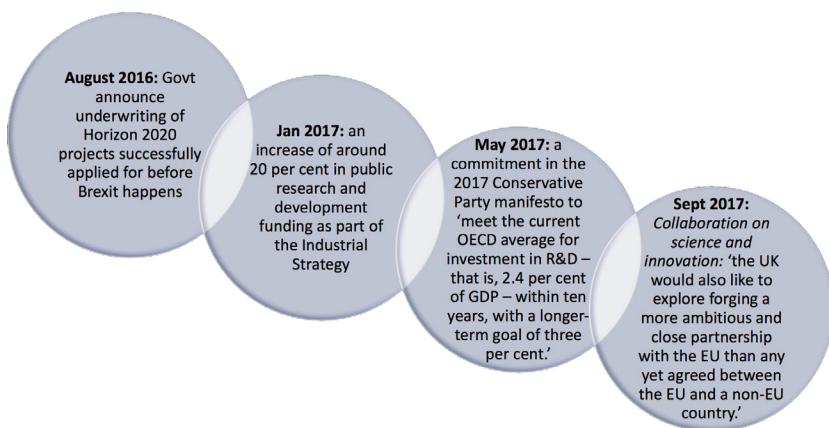 August 2016: Govt
announce
underwriting of
Horizon 2020
projects successfully
applied for before
Brexit happens
Jan 2017: an
increase of around
20 per cent in public
research and
development
funding as part of
the Industrial
Strategy
May 2017: a
commitment in the
2017 Conservative
Party manifesto to
‘meet the current
OECD average for
investment in R&D –
that is, 2.4 per cent
of GDP – within ten
years, with a longer-
term goal of three
per cent.’
Sept 2017:
Collaboration on
science and
innovation: ‘the UK
would also like to
explore forging a
more ambitious and
close partnership
with the EU than any
yet agreed between
the EU and a non-EU
country.’